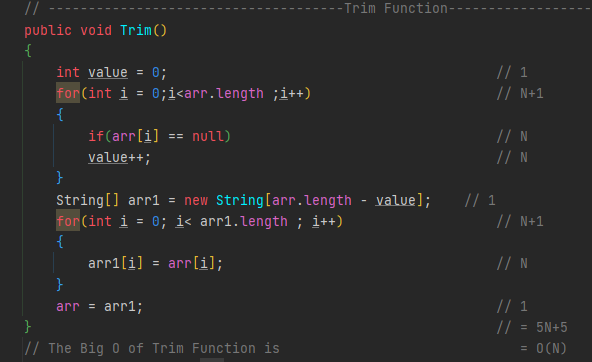 // -------------------------------------Trim Function------------------
public void Trim()
{
int value = 0; // 1
for(int i = 0;i<arr.length ;i++) // N+1
{
if(arr[i] == null) // N
value++; // N
}
String[] arr1 = new String[arr.length - value]; // 1
for(int i = 0; i< arr1.length ; i++) // N+1
{
arr1[i] = arr[i]; // N
}
arr = arr1; // 1
} // = 5N+5
// The Big O of Trim Function is = O(N)